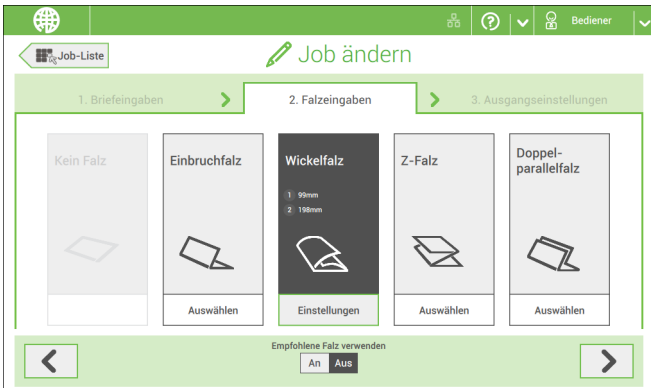 Bediener
Job-Liste
Job ändern
1. Briefeingaben
2. Falzeingaben
3. Ausgangseinstellungen
Kein Falz
Einbruchfalz
Auswählen
Wickelfalz
1 99mm
2 198mm
Einstellungen
Z-Falz
Auswählen
Doppel-
parallelfalz
Auswählen
Empfohlene Falz verwenden
An Aus